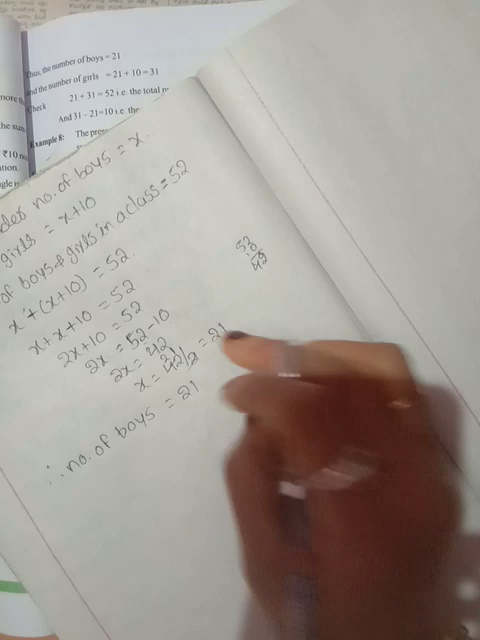 Thus, the number of boys = 21
and the number of girls = 21 + 10 = 31
Check 21 + 31 = 52 i.e. the total
And 31 – 21=10 i.e. the
Example 8: The
more
the sum
₹10
no. of boys = x.
girls = x+10
of boys & girls in a class = 52
x + (x+10) = 52.
x + x + 10 = 52
2x + 10 = 52
2x = 52-10
2x = 42
x = 42/2 = 21
∴ no. of boys = 21
52
42